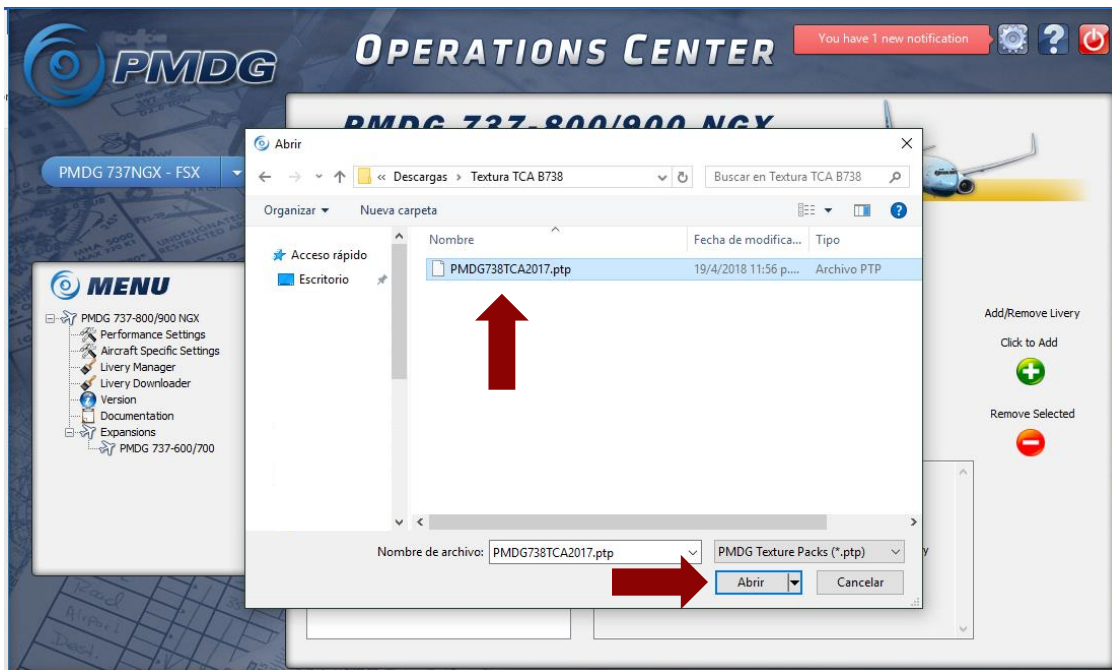 PMDG
OPERATIONS CENTER
You have 1 new notification
PMDG 737-800/900 NGX
PMDG 737NGX - FSX
MENU
PMDG 737-800/900 NGX
Performance Settings
Aircraft Specific Settings
Livery Manager
Livery Downloader
Version
Documentation
Expansions
PMDG 737-600/700
Abrir
« Descargas › Textura TCA B738
Buscar en Textura TCA B738
Organizar
Nueva carpeta
Acceso rápido
Escritorio
Nombre
Fecha de modifica...
Tipo
PMDG738TCA2017.ptp
19/4/2018 11:56 p....
Archivo PTP
Nombre de archivo:
PMDG738TCA2017.ptp
PMDG Texture Packs (*.ptp)
Abrir
Cancelar
Add/Remove Livery
Click to Add
Remove Selected